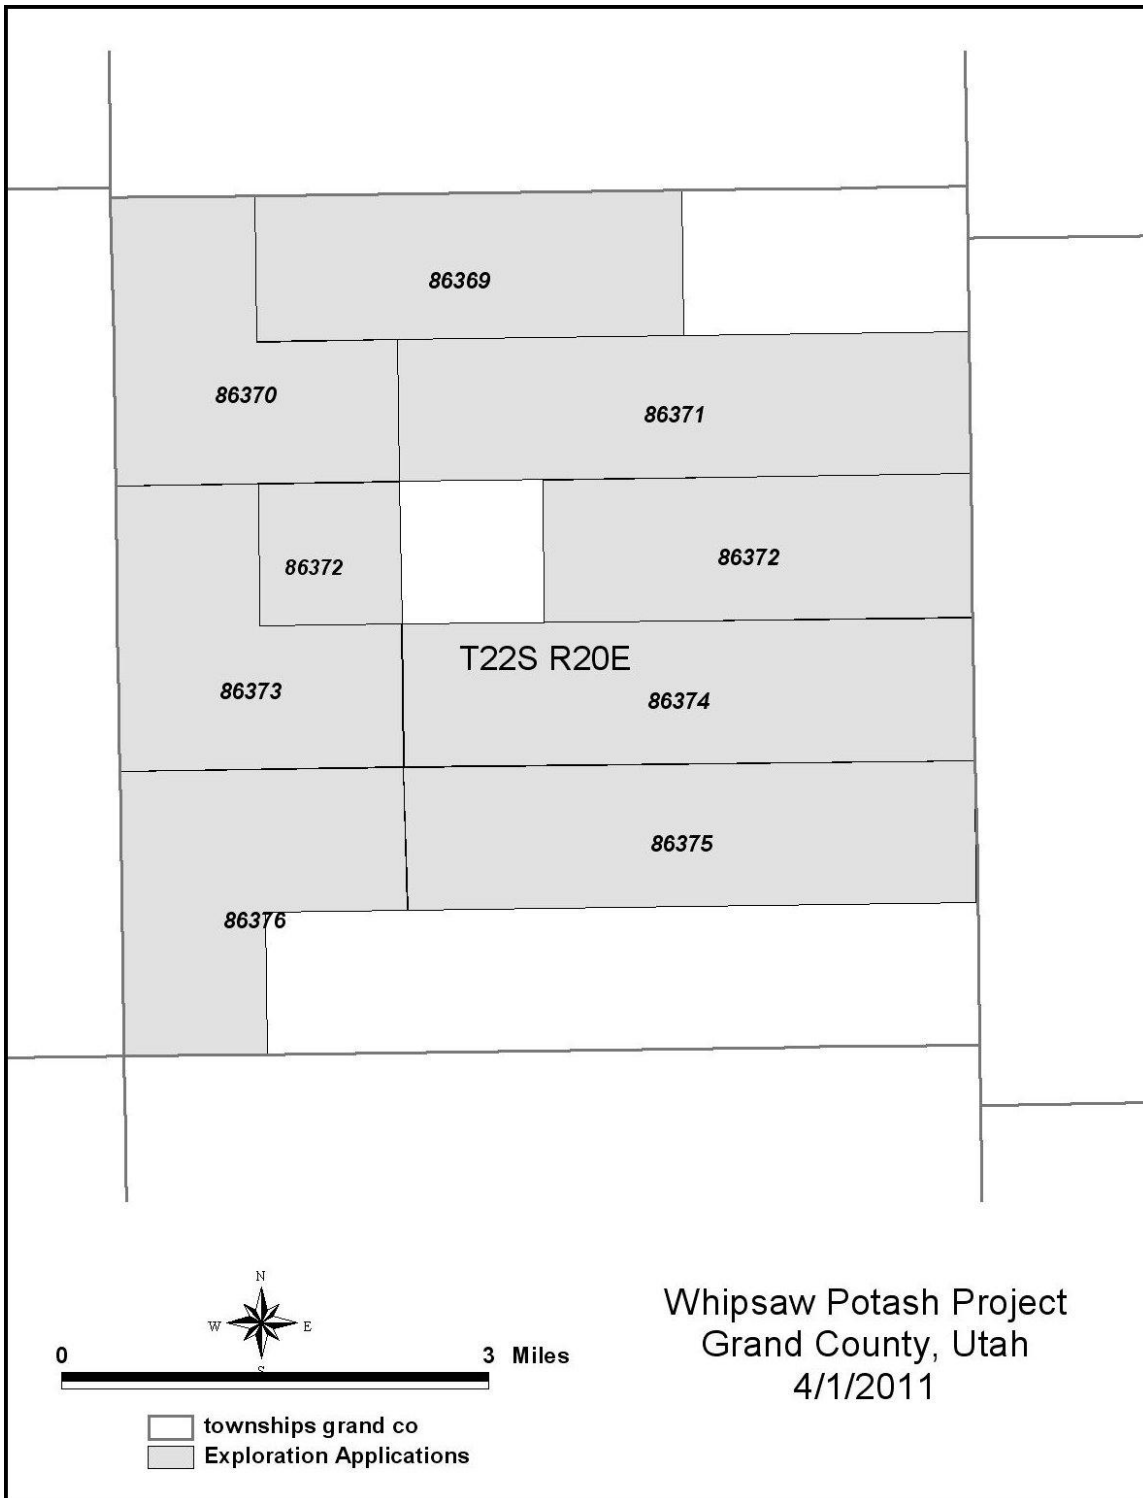 86369
86370
86371
86372
86372
T22S R20E
86373
86374
86375
86376
N
W E
S
0 3 Miles
townships grand co
Exploration Applications
Whipsaw Potash Project
Grand County, Utah
4/1/2011